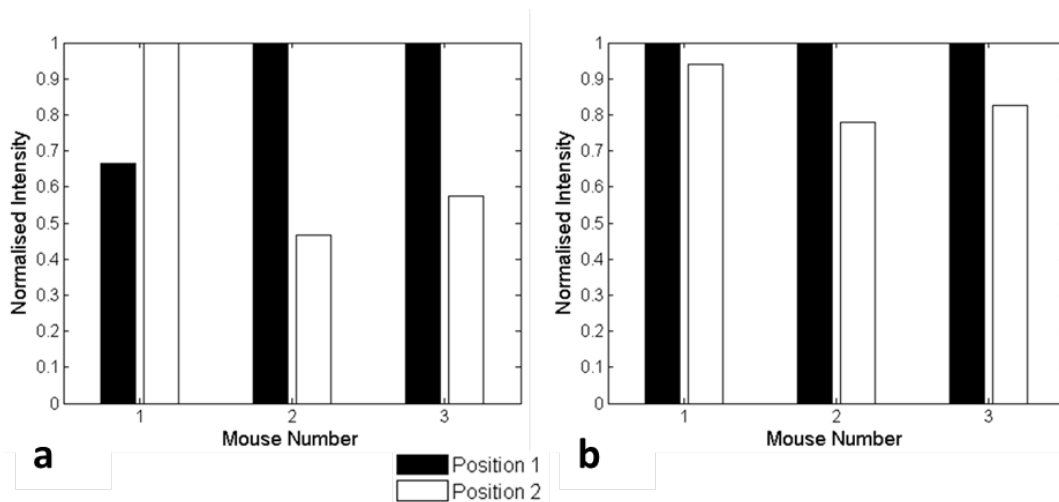 1
0.9
0.8
0.7
0.6
0.5
0.4
0.3
0.2
0.1
0
Normalised Intensity
1 2 3
Mouse Number
a
1
0.9
0.8
0.7
0.6
0.5
0.4
0.3
0.2
0.1
0
Normalised Intensity
1 2 3
Mouse Number
b
Position 1
Position 2